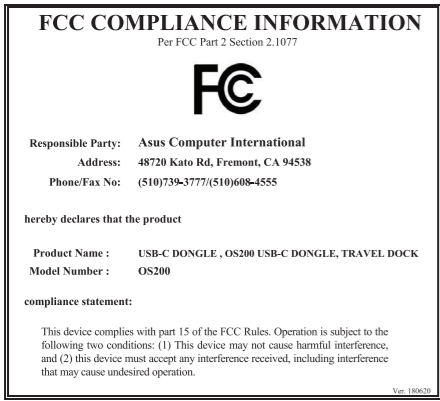 FCC COMPLIANCE INFORMATION
Per FCC Part 2 Section 2.1077
FC
Responsible Party: Asus Computer International
Address: 48720 Kato Rd, Fremont, CA 94538
Phone/Fax No: (510)739-3777/(510)608-4555
hereby declares that the product
Product Name : USB-C DONGLE , OS200 USB-C DONGLE, TRAVEL DOCK
Model Number : OS200
compliance statement:
This device complies with part 15 of the FCC Rules. Operation is subject to the
following two conditions: (1) This device may not cause harmful interference,
and (2) this device must accept any interference received, including interference
that may cause undesired operation.
Ver. 180620